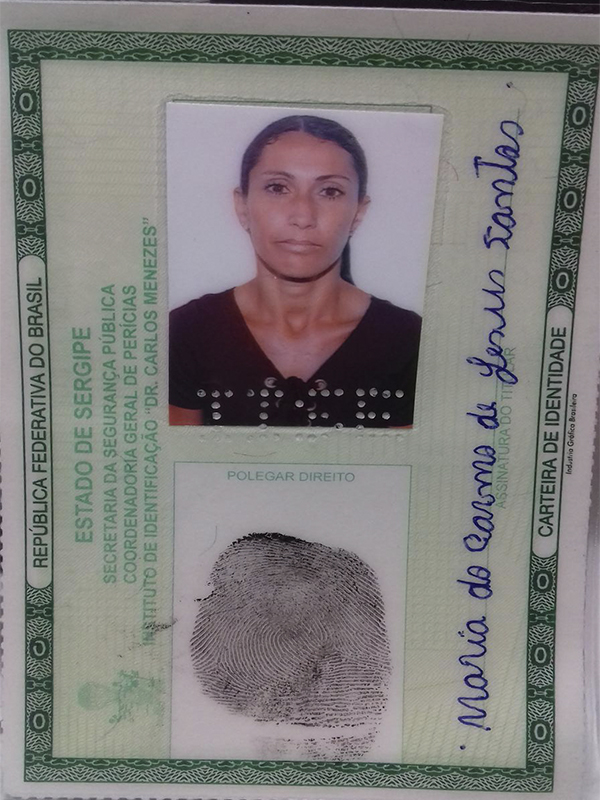 REPÚBLICA FEDERATIVA DO BRASIL
ESTADO DE SERGIPE
SECRETARIA DA SEGURANÇA PÚBLICA
COORDENADORIA GERAL DE PERÍCIAS
INSTITUTO DE IDENTIFICAÇÃO "DR. CARLOS MENEZES"
POLEGAR DIREITO
Maria do Carmo de Jesus Santos
ASSINATURA DO TITULAR
CARTEIRA DE IDENTIDADE
Industria Gráfica Brasileira